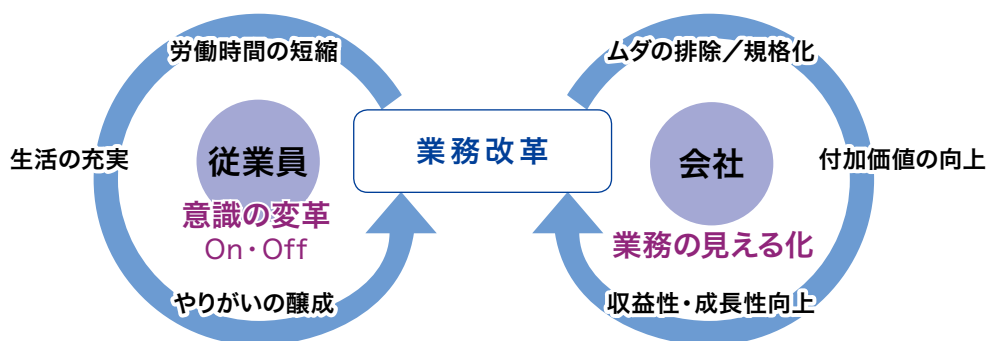 労働時間の短縮
生活の充実
従業員
意識の変革
On・Off
やりがいの醸成
業務改革
ムダの排除／規格化
会社
付加価値の向上
業務の見える化
収益性・成長性向上